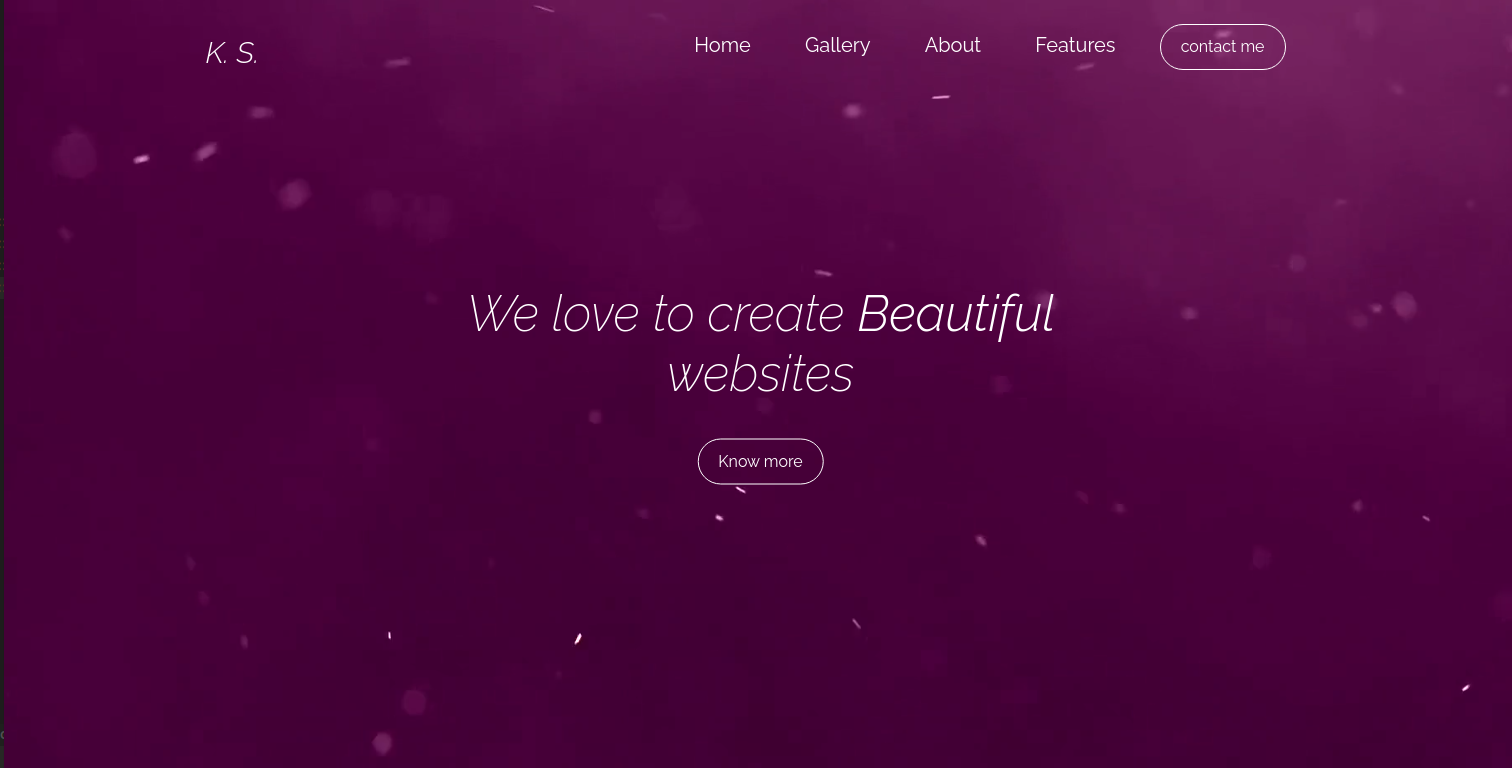 K. S.
Home Gallery About Features contact me
We love to create Beautiful
websites
Know more